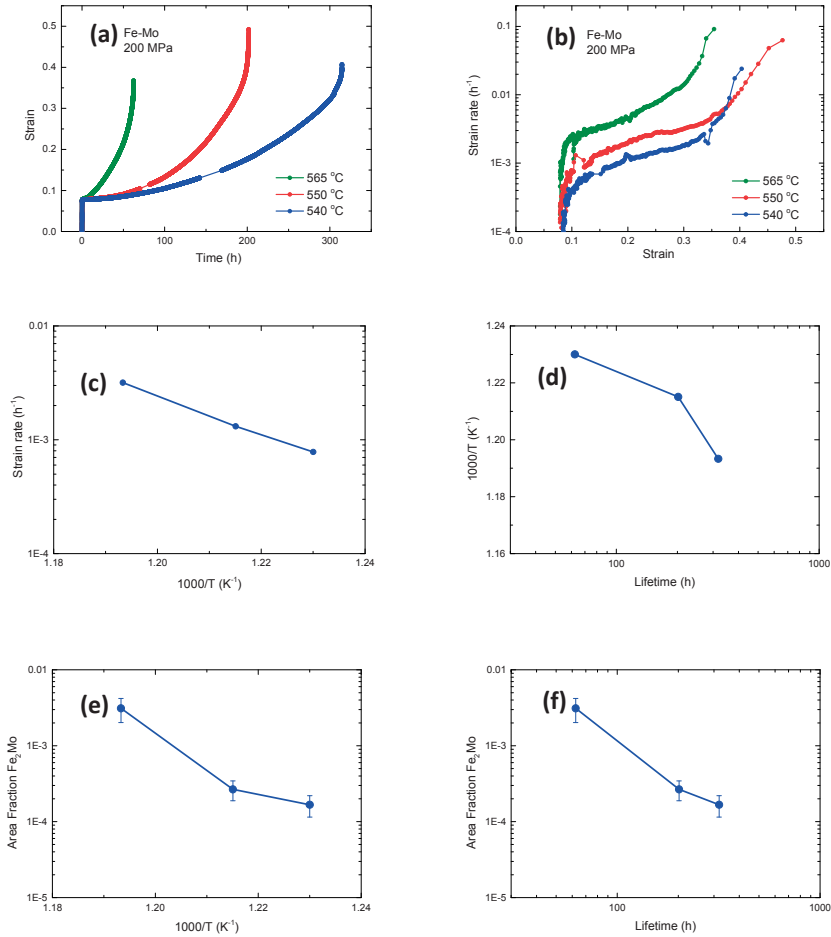 (a)
Fe-Mo
200 MPa
Strain
0.5
0.4
0.3
0.2
0.1
0.0
565 °C
550 °C
540 °C
0 100 200 300
Time (h)
(b)
Fe-Mo
200 MPa
Strain rate (h⁻¹)
0.1
0.01
1E-3
1E-4
565 °C
550 °C
540 °C
0.0 0.1 0.2 0.3 0.4 0.5
Strain
(c)
Strain rate (h⁻¹)
0.01
1E-3
1E-4
1.18 1.20 1.22 1.24
1000/T (K⁻¹)
(d)
1000/T (K⁻¹)
1.24
1.22
1.20
1.18
1.16
100 1000
Lifetime (h)
(e)
Area Fraction Fe₂Mo
0.01
1E-3
1E-4
1E-5
1.18 1.20 1.22 1.24
1000/T (K⁻¹)
(f)
Area Fraction Fe₂Mo
0.01
1E-3
1E-4
1E-5
100 1000
Lifetime (h)